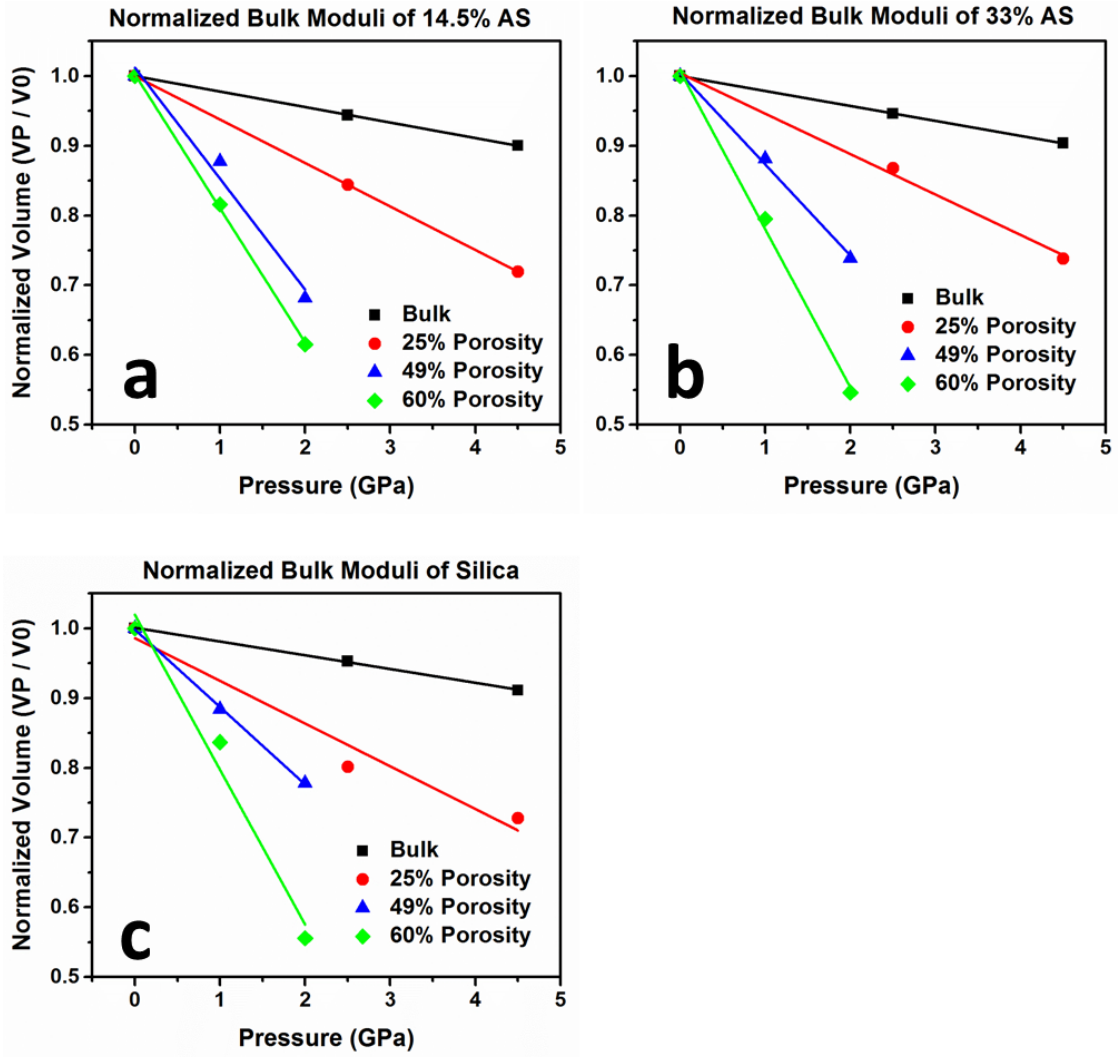 Normalized Bulk Moduli of 14.5% AS
Normalized Volume (VP / V0)
1.0
0.9
0.8
0.7
0.6
0.5
Bulk
25% Porosity
49% Porosity
60% Porosity
a
0 1 2 3 4 5
Pressure (GPa)
Normalized Bulk Moduli of 33% AS
Normalized Volume (VP / V0)
1.0
0.9
0.8
0.7
0.6
0.5
Bulk
25% Porosity
49% Porosity
60% Porosity
b
0 1 2 3 4 5
Pressure (GPa)
Normalized Bulk Moduli of Silica
Normalized Volume (VP / V0)
1.0
0.9
0.8
0.7
0.6
0.5
Bulk
25% Porosity
49% Porosity
60% Porosity
c
0 1 2 3 4 5
Pressure (GPa)